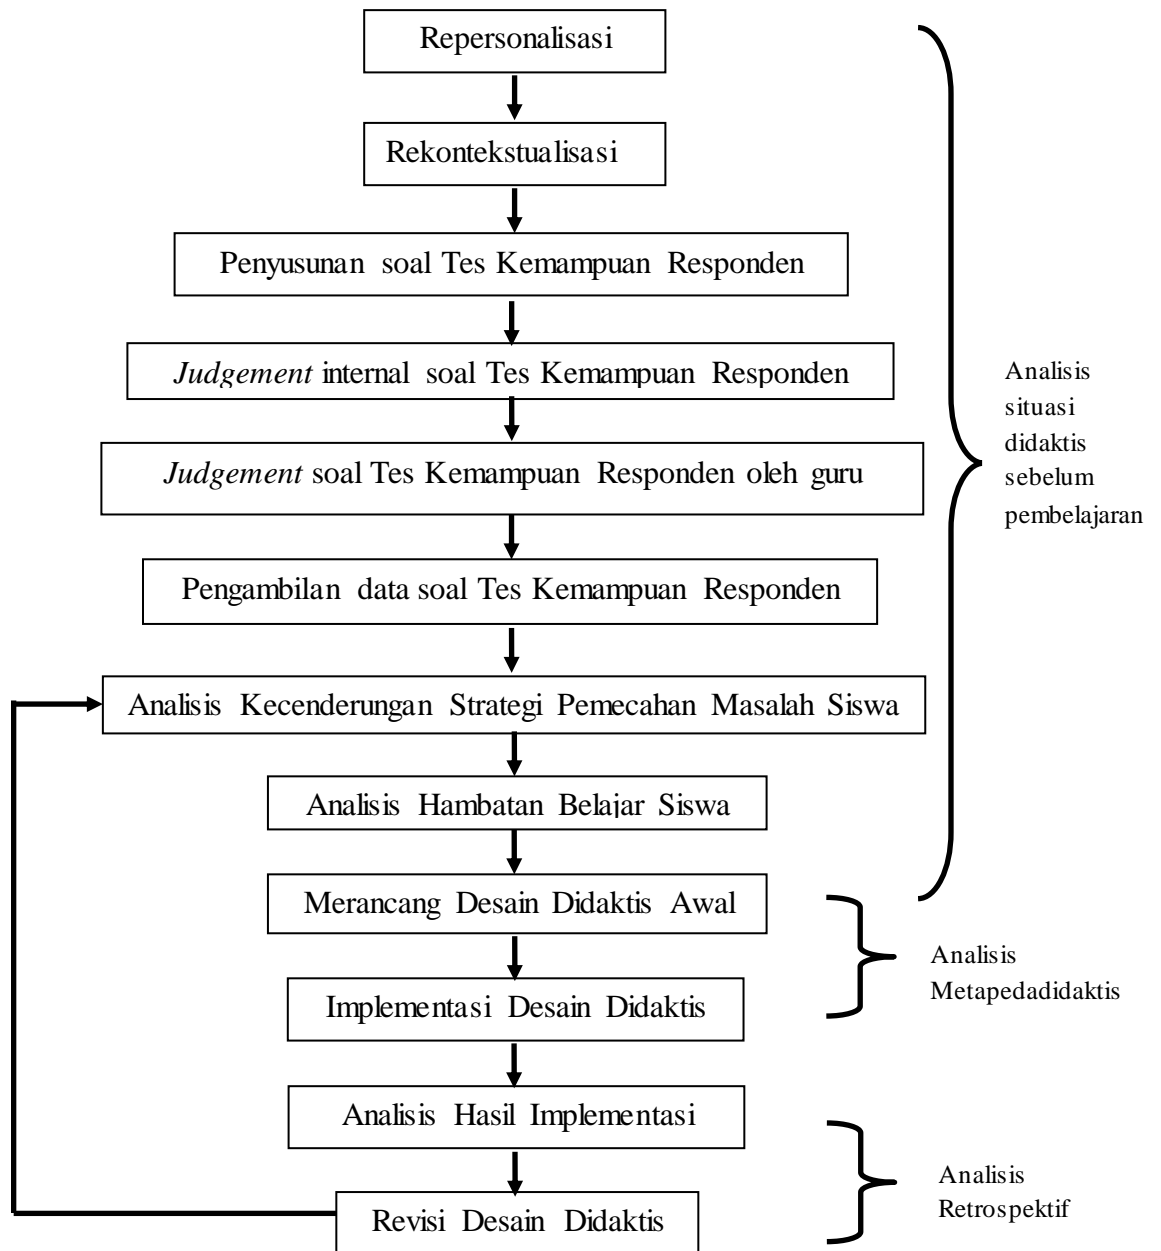 Repersonalisasi
Rekontekstualisasi
Penyusunan soal Tes Kemampuan Responden
Judgement internal soal Tes Kemampuan Responden
Judgement soal Tes Kemampuan Responden oleh guru
Pengambilan data soal Tes Kemampuan Responden
Analisis Kecenderungan Strategi Pemecahan Masalah Siswa
Analisis Hambatan Belajar Siswa
Merancang Desain Didaktis Awal
Implementasi Desain Didaktis
Analisis Hasil Implementasi
Revisi Desain Didaktis
Analisis
situasi
didaktis
sebelum
pembelajaran
Analisis
Metapedadidaktis
Analisis
Retrospektif